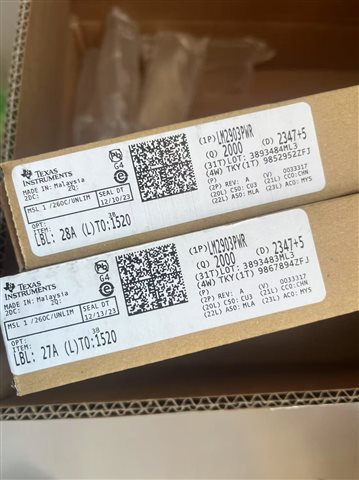 TEXAS
INSTRUMENTS
MADE IN: Malaysia
2DC: 2Q:
MSL 1 /260C/UNLIM
SEAL DT
12/10/23
OPT:
ITEM: 38
LBL: 28A (L)TO:1520
Pb
G4
(1P)LM2903PWR
(Q) 2000 (D) 2347+5
(31T)LOT: 3893484ML3
(4W) TKY(1T) 9852952ZFJ
(P)
(2P) REV: A (V) 0033317
(20L) CSO: CU3 (21L) CCO:CHN
(22L) ASO: MLA (23L) ACO: MYS
TEXAS
INSTRUMENTS
MADE IN: Malaysia
2DC: 2Q:
MSL 1 /260C/UNLIM
SEAL DT
12/13/23
OPT:
ITEM: 38
LBL: 27A (L)TO:1520
Pb
G4
(1P)LM2903PWR
(Q) 2000 (D) 2347+5
(31T)LOT: 3893483ML3
(4W) TKY(1T) 9867894ZFJ
(P)
(2P) REV: A (V) 0033317
(20L) CSO: CU3 (21L) CCO:CHN
(22L) ASO: MLA (23L) ACO: MYS